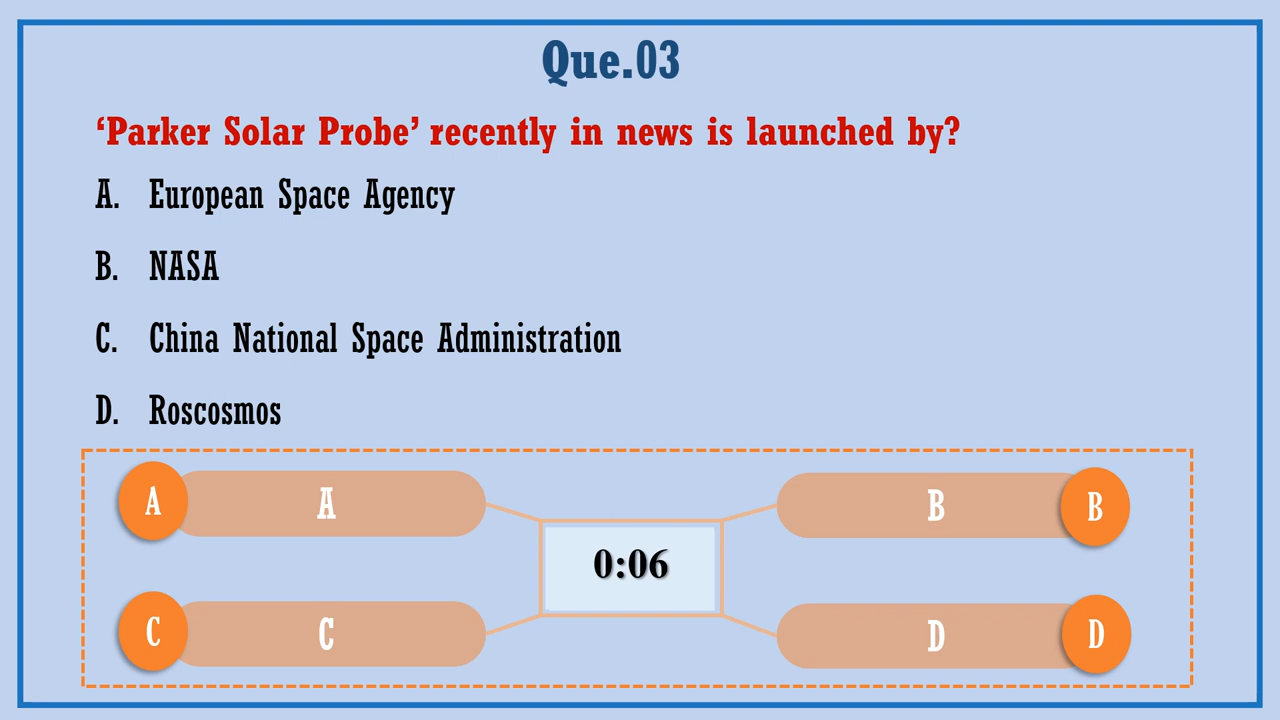 Que.03
‘Parker Solar Probe’ recently in news is launched by?
A. European Space Agency
B. NASA
C. China National Space Administration
D. Roscosmos
A A B B
0:06
C C D D